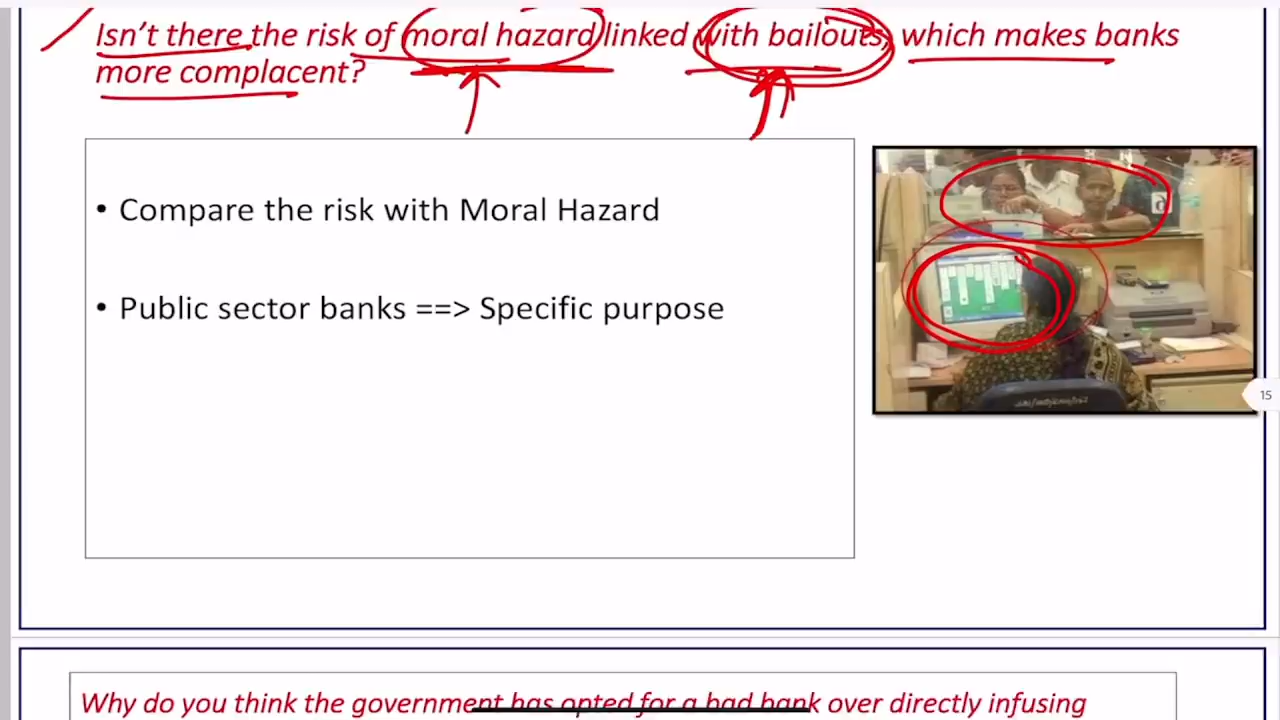 Isn't there the risk of moral hazard linked with bailouts, which makes banks
more complacent?
• Compare the risk with Moral Hazard
• Public sector banks ==> Specific purpose
15
Why do you think the government has opted for a bad bank over directly infusing